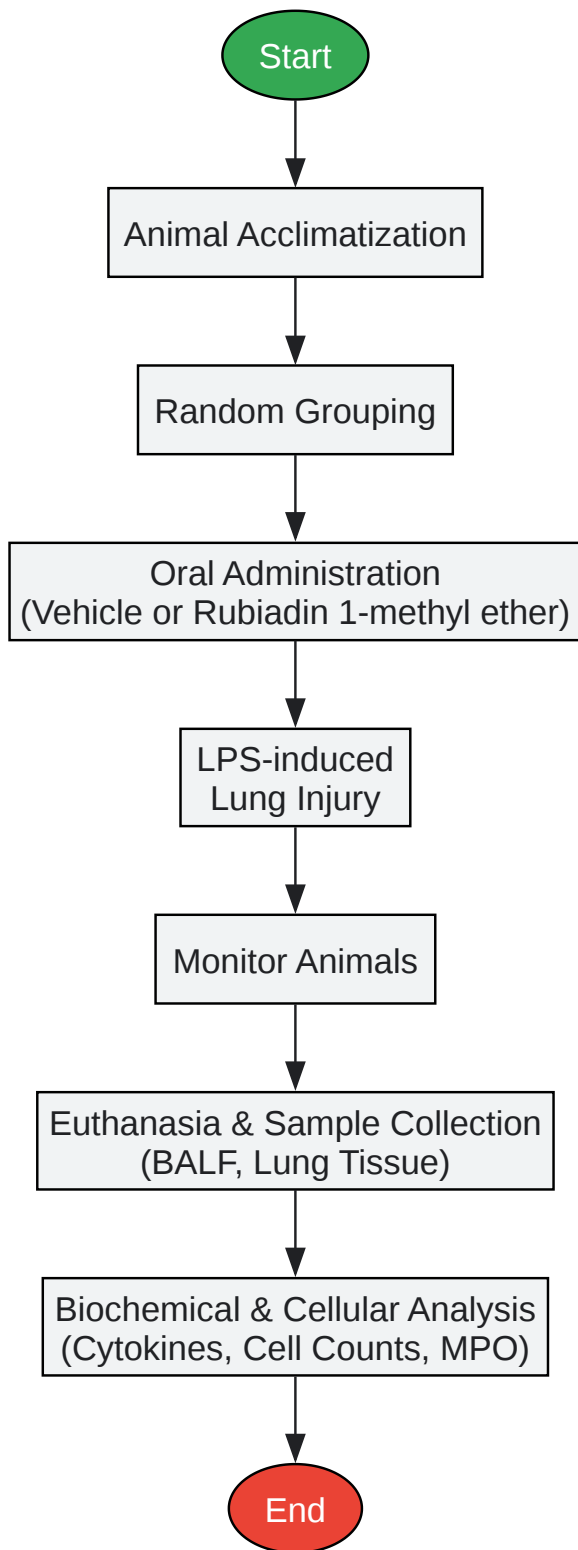 Start
Animal Acclimatization
Random Grouping
Oral Administration
(Vehicle or Rubiadin 1-methyl ether)
LPS-induced
Lung Injury
Monitor Animals
Euthanasia & Sample Collection
(BALF, Lung Tissue)
Biochemical & Cellular Analysis
(Cytokines, Cell Counts, MPO)
End